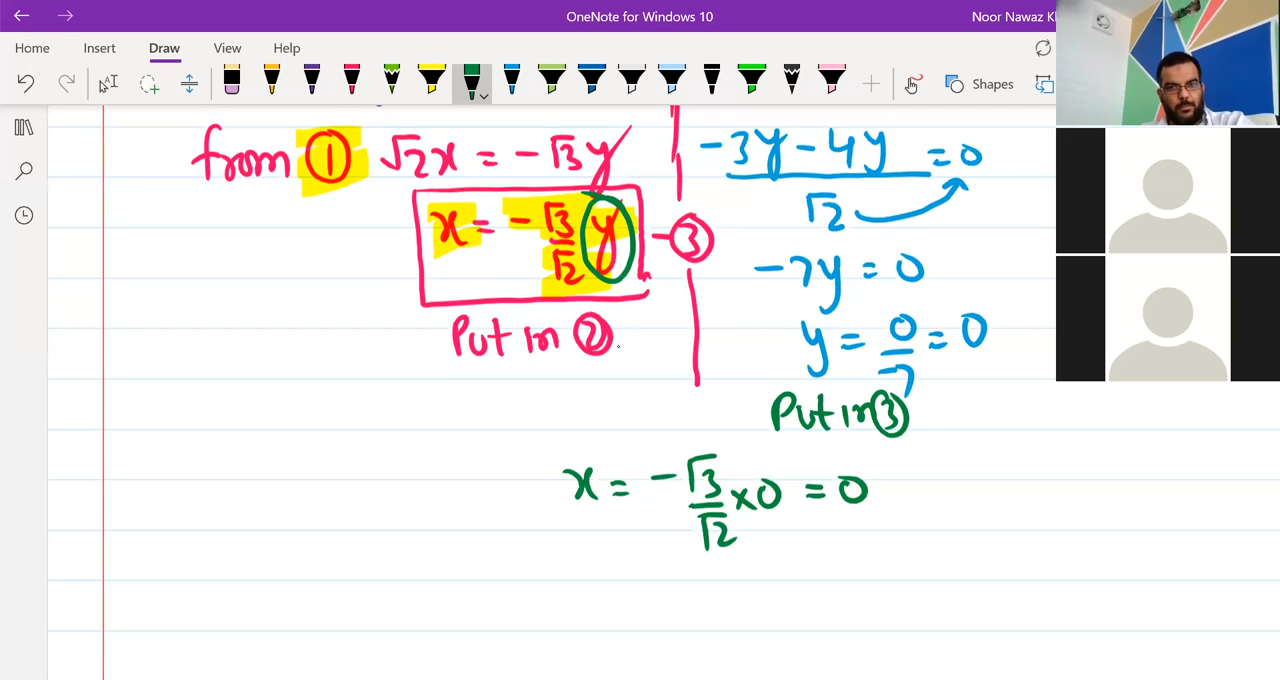 OneNote for Windows 10
Noor Nawaz Kh
Home Insert Draw View Help
Shapes
from ① √2x = -√3y
x = -√3/√2 y - ③
Put in ②
-3y - 4y = 0
√2
-7y = 0
y = 0/-7 = 0
Put in ③
x = -√3/√2 × 0 = 0